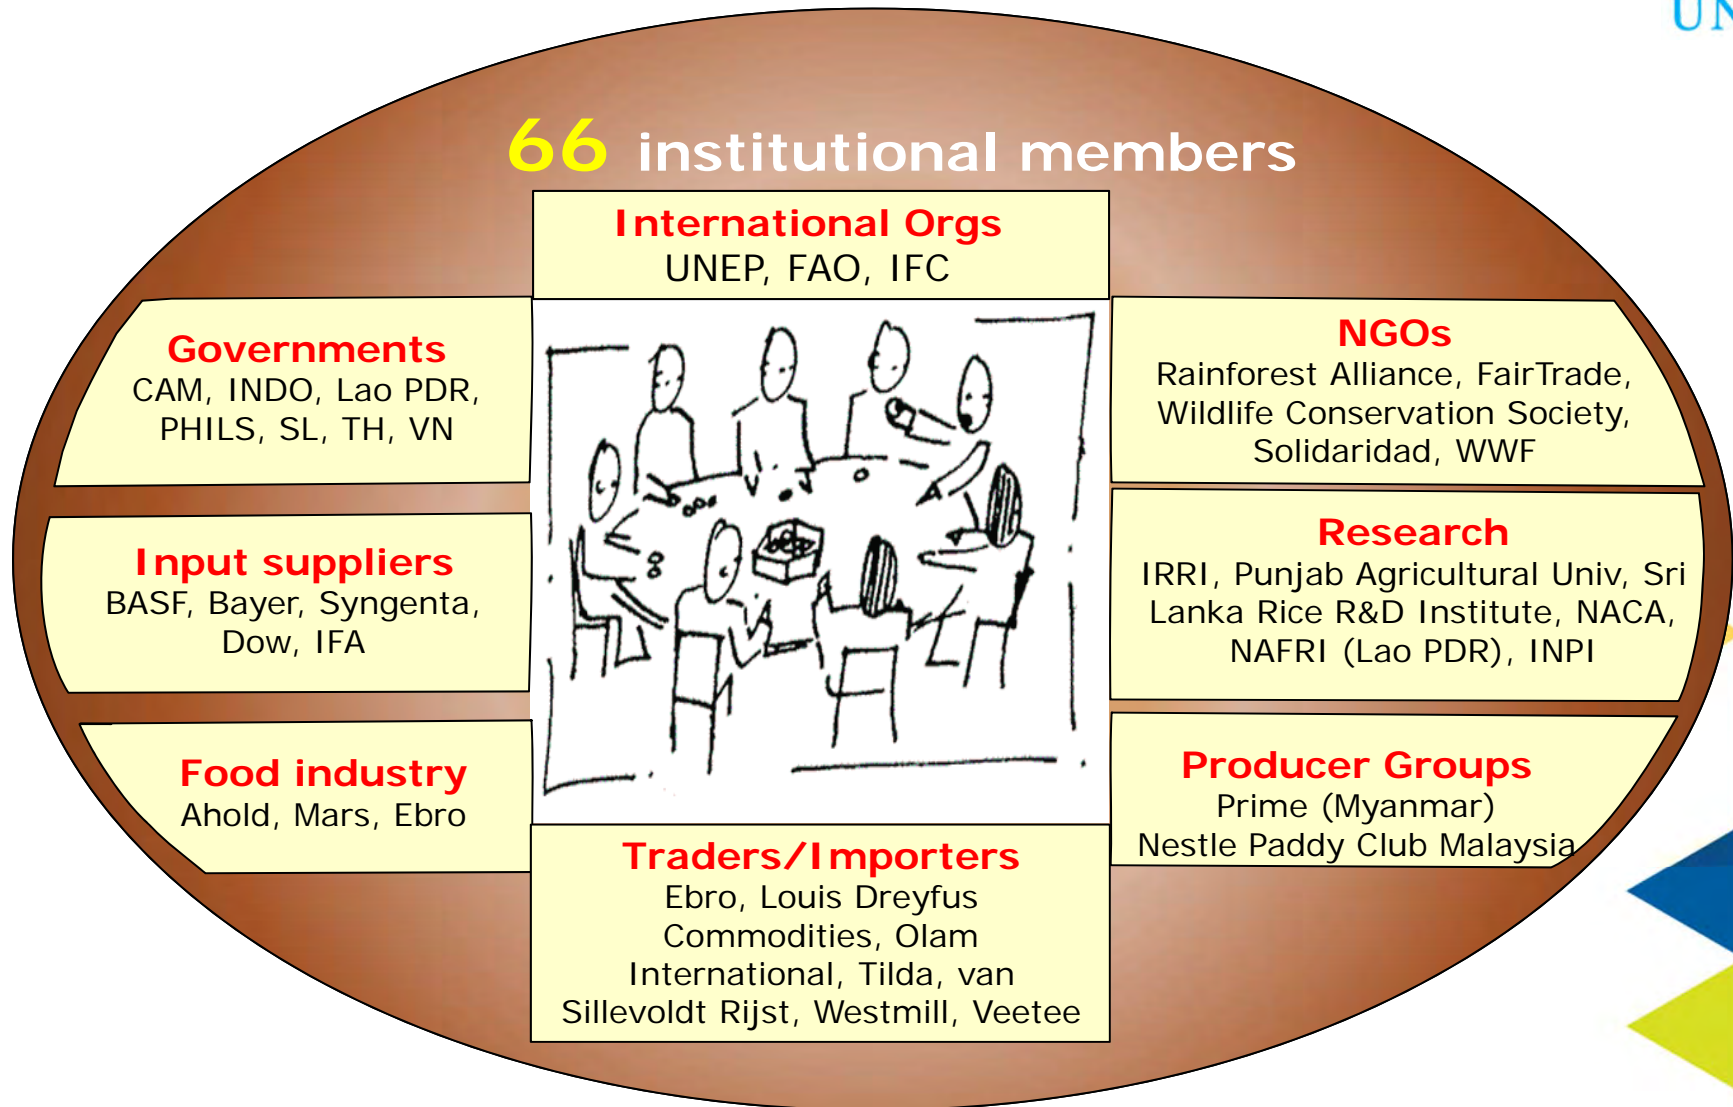 UN
66 institutional members
International Orgs
UNEP, FAO, IFC
Governments
CAM, INDO, Lao PDR,
PHILS, SL, TH, VN
NGOs
Rainforest Alliance, FairTrade,
Wildlife Conservation Society,
Solidaridad, WWF
Input suppliers
BASF, Bayer, Syngenta,
Dow, IFA
Research
IRRI, Punjab Agricultural Univ, Sri
Lanka Rice R&D Institute, NACA,
NAFRI (Lao PDR), INPI
Food industry
Ahold, Mars, Ebro
Producer Groups
Prime (Myanmar)
Nestle Paddy Club Malaysia
Traders/Importers
Ebro, Louis Dreyfus
Commodities, Olam
International, Tilda, van
Sillevoldt Rijst, Westmill, Veetee